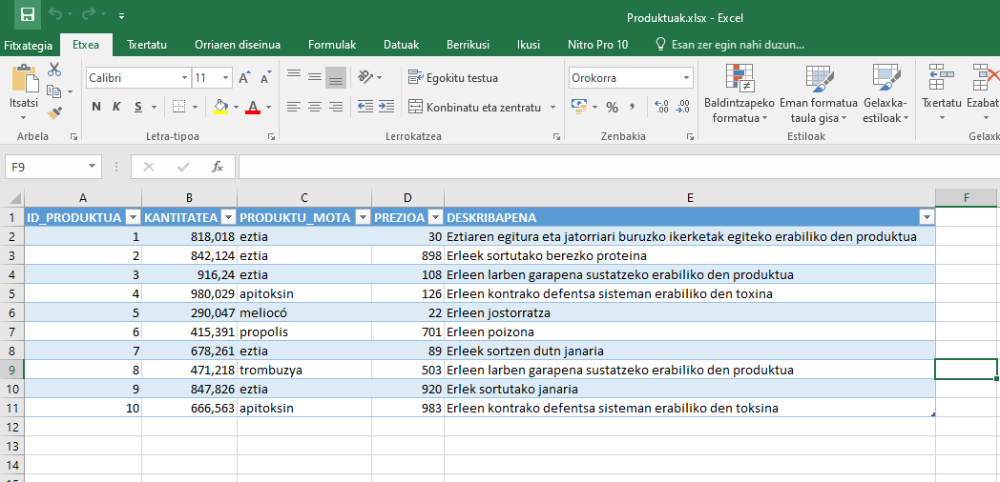 Produktuak.xlsx - Excel
Fitxategia Etxea Txertatu Orriaren diseinua Formulak Datuak Berrikusi Ikusi Nitro Pro 10 Esan zer egin nahi duzun...
Itsatsi
Calibri 11
N K S
Egokitu testua
Konbinatu eta zentratu
Orokorra
Baldintzapeko formatua
Eman formatua taula gisa
Gelaxka-estiloak
Txertatu Ezabat
Arbela Letra-tipoa Lerrokatzea Zenbakia Estiloak Gelaxk
F9 fx
A B C D E F
1 ID_PRODUKTUA KANTITATEA PRODUKTU_MOTA PREZIOA DESKRIBAPENA
2 1 818,018 eztia 30 Eztiaren egitura eta jatorriari buruzko ikerketak egiteko erabiliko den produktua
3 2 842,124 eztia 898 Erleek sortutako berezko proteina
4 3 916,24 eztia 108 Erleen larben garapena sustatzeko erabiliko den produktua
5 4 980,029 apitoksin 126 Erleen kontrako defentsa sisteman erabiliko den toxina
6 5 290,047 meliocó 22 Erleen jostorratza
7 6 415,391 propolis 701 Erleen poizona
8 7 678,261 eztia 89 Erleek sortzen dutn janaria
9 8 471,218 trombuzya 503 Erleen larben garapena sustatzeko erabiliko den produktua
10 9 847,826 eztia 920 Erlek sortutako janaria
11 10 666,563 apitoksin 983 Erleen kontrako defentsa sisteman erabiliko den toksina
12
13
14